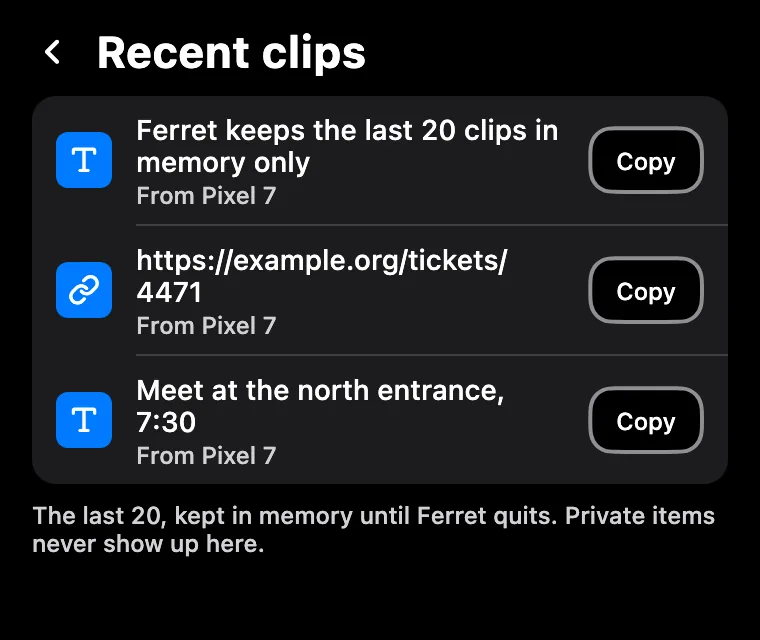 Recent clips
Ferret keeps the last 20 clips in
memory only
From Pixel 7
Copy
https://example.org/tickets/
4471
From Pixel 7
Copy
Meet at the north entrance,
7:30
From Pixel 7
Copy
The last 20, kept in memory until Ferret quits. Private items
never show up here.